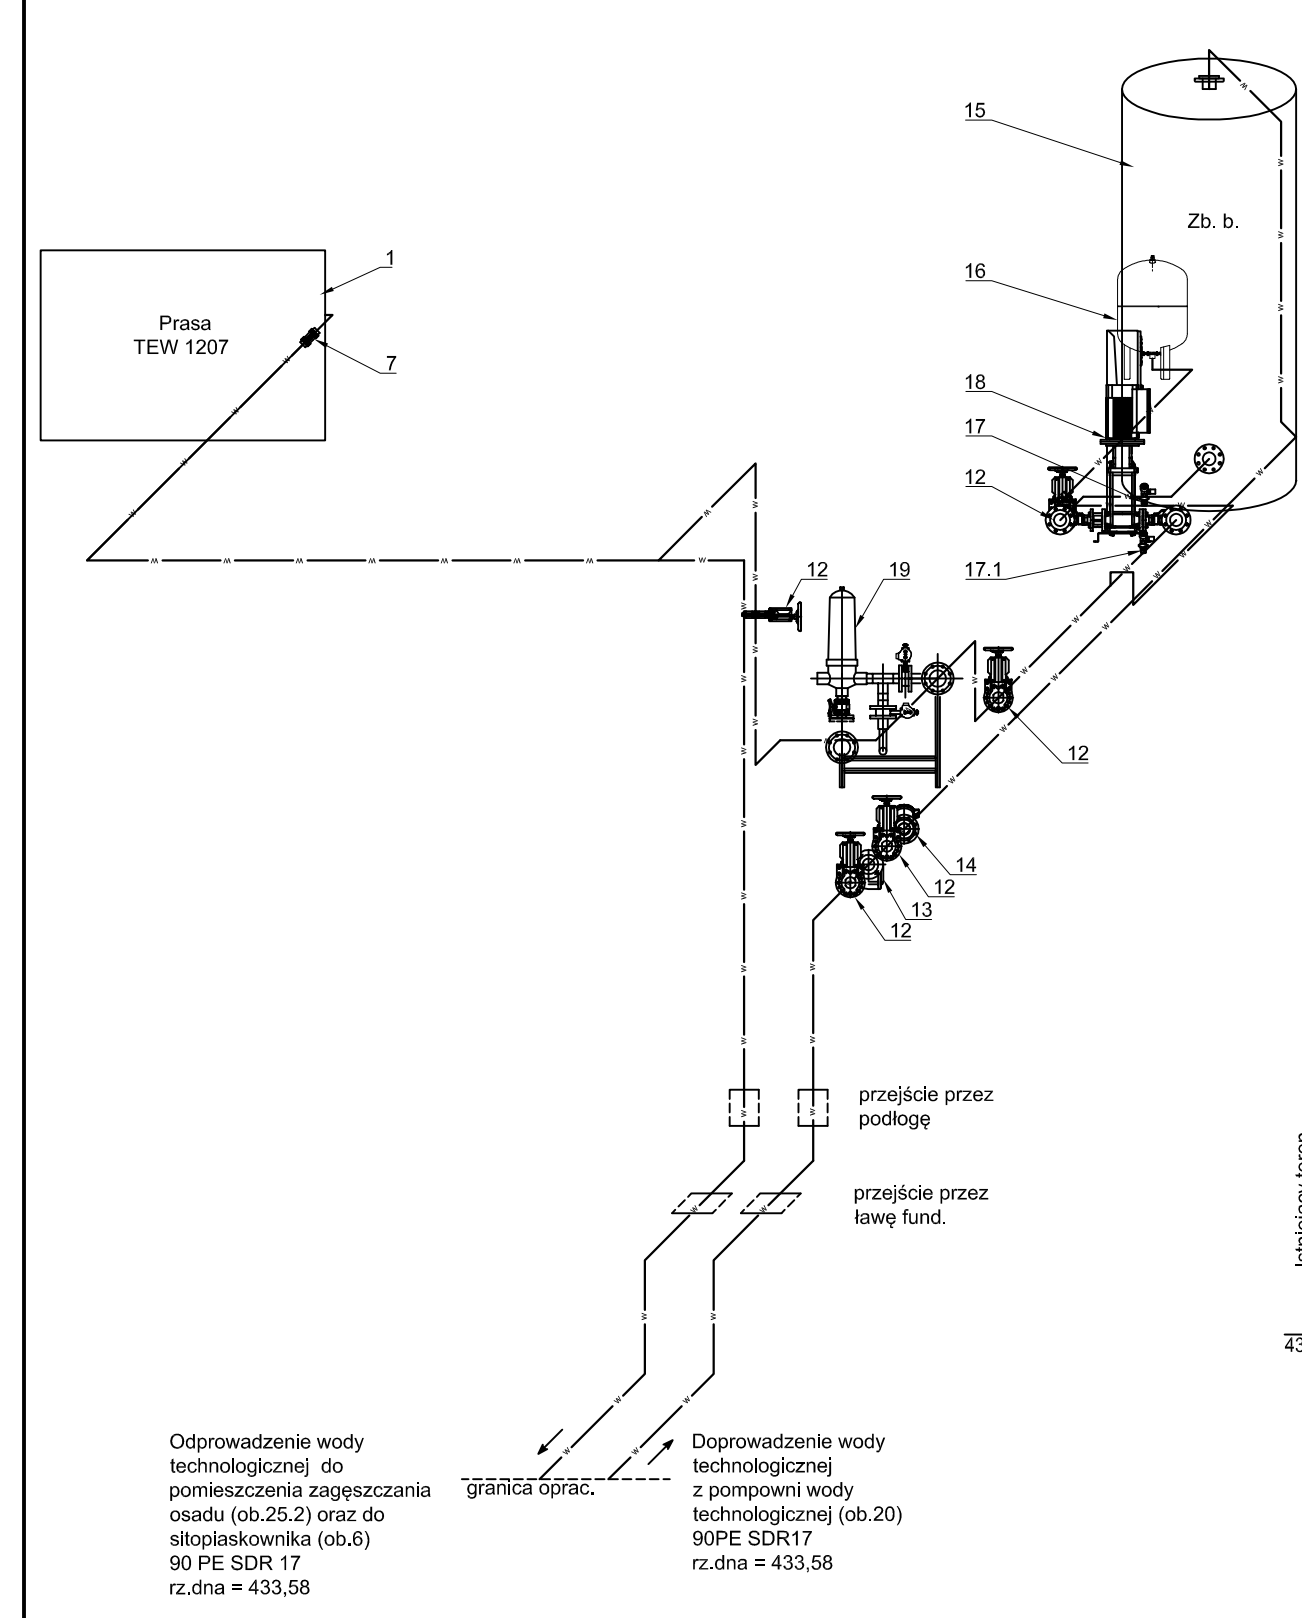 15
Zb. b.
1
16
Prasa
TEW 1207
7
18
17
12
12
19
17.1
12
14
12
13
12
przejście przez
podłogę
przejście przez
ławę fund.
43
Odprowadzenie wody
technologicznej do
pomieszczenia zagęszczania
osadu (ob.25.2) oraz do
sitopiaskownika (ob.6)
90 PE SDR 17
rz.dna = 433,58
granica oprac.
Doprowadzenie wody
technologicznej
z pompowni wody
technologicznej (ob.20)
90PE SDR17
rz.dna = 433,58